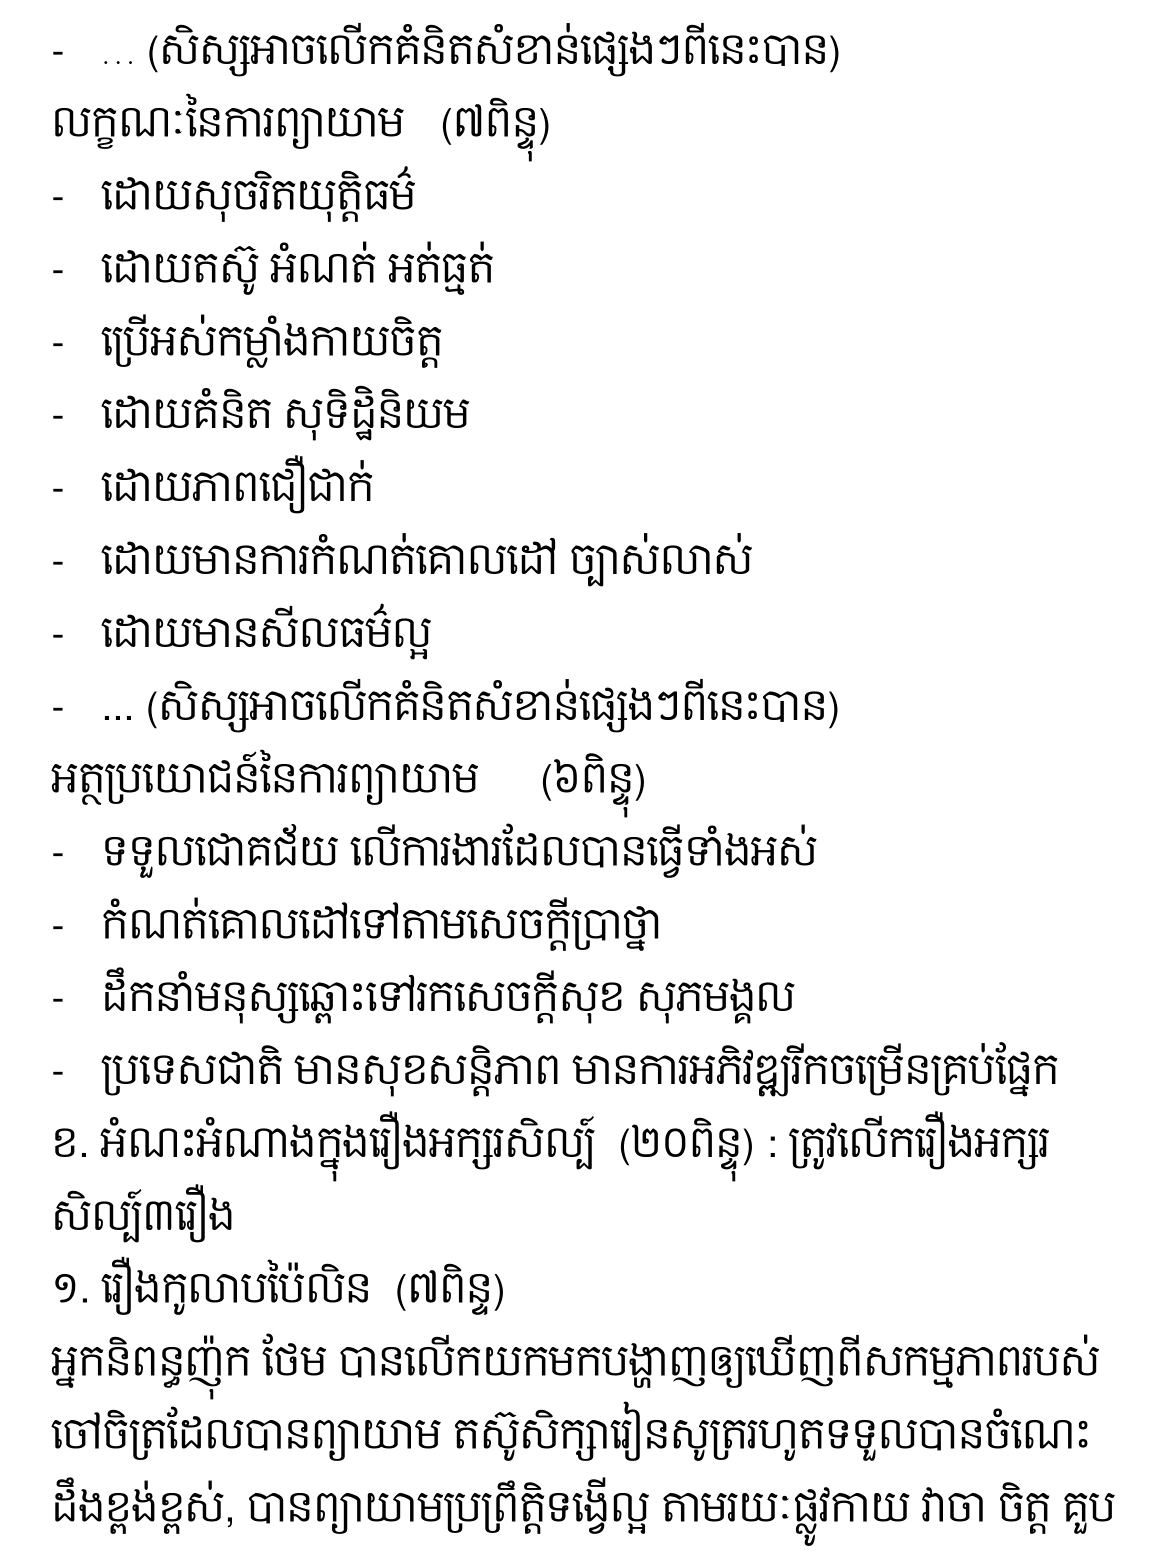 - ... (សិស្សអាចលើកគំនិតសំខាន់ផ្សេងៗពីនេះបាន)
លក្ខណៈនៃការព្យាយាម (៧ពិន្ទុ)
- ដោយសុចរិតយុត្តិធម៌
- ដោយតស៊ូ អំណត់ អត់ធ្មត់
- ប្រើអស់កម្លាំងកាយចិត្ត
- ដោយគំនិត សុទិដ្ឋិនិយម
- ដោយភាពជឿជាក់
- ដោយមានការកំណត់គោលដៅ ច្បាស់លាស់
- ដោយមានសីលធម៌ល្អ
- ... (សិស្សអាចលើកគំនិតសំខាន់ផ្សេងៗពីនេះបាន)
អត្ថប្រយោជន៍នៃការព្យាយាម (៦ពិន្ទុ)
- ទទួលជោគជ័យ លើការងារដែលបានធ្វើទាំងអស់
- កំណត់គោលដៅទៅតាមសេចក្តីប្រាថ្នា
- ដឹកនាំមនុស្សឆ្ពោះទៅរកសេចក្តីសុខ សុភមង្គល
- ប្រទេសជាតិ មានសុខសន្តិភាព មានការអភិវឌ្ឍរីកចម្រើនគ្រប់ផ្នែក
ខ. អំណះអំណាងក្នុងរឿងអក្សរសិល្ប៍ (២០ពិន្ទុ) : ត្រូវលើករឿងអក្សរ
សិល្ប៍៣រឿង
១. រឿងកូលាបប៉ៃលិន (៧ពិន្ទ)
អ្នកនិពន្ធញ៉ុក ថែម បានលើកយកមកបង្ហាញឲ្យឃើញពីសកម្មភាពរបស់
ចៅចិត្រដែលបានព្យាយាម តស៊ូសិក្សារៀនសូត្ររហូតទទួលបានចំណេះ
ដឹងខ្ពង់ខ្ពស់, បានព្យាយាមប្រព្រឹត្តិទង្វើល្អ តាមរយៈផ្លូវកាយ វាចា ចិត្ត គួប